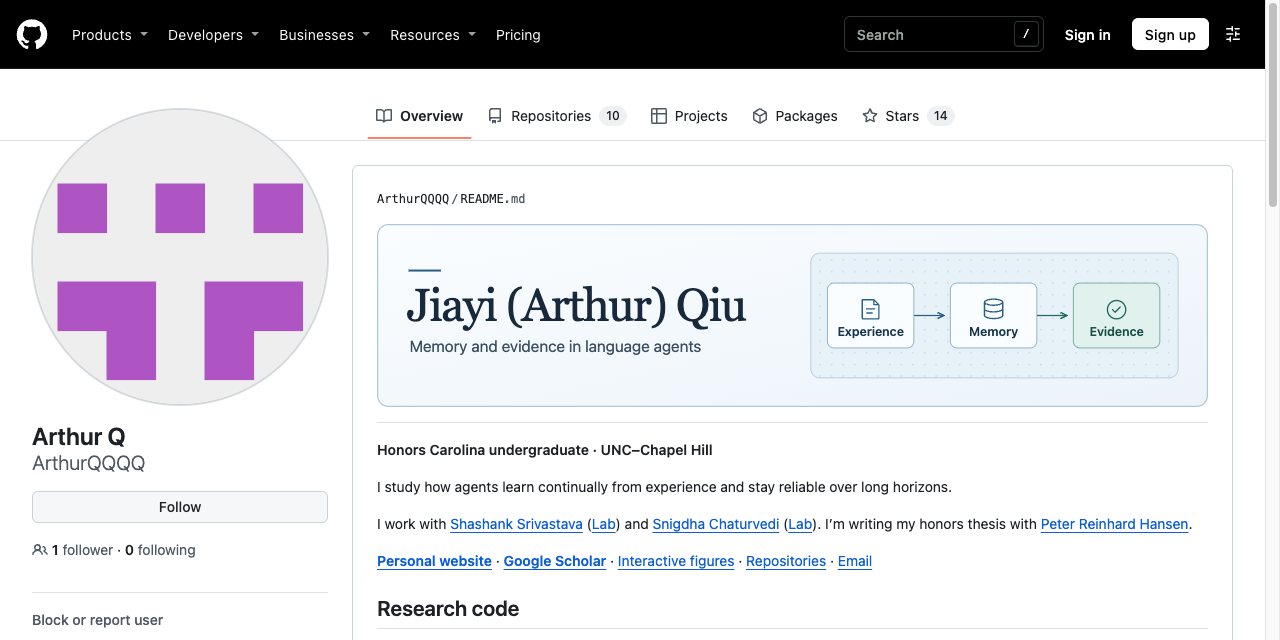 Products Developers Businesses Resources Pricing Search / Sign in Sign up
Overview Repositories 10 Projects Packages Stars 14
Arthur Q
ArthurQQQQ
Follow
1 follower · 0 following
Block or report user
ArthurQQQQ/README.md
Jiayi (Arthur) Qiu
Memory and evidence in language agents
Experience Memory Evidence
Honors Carolina undergraduate · UNC–Chapel Hill
I study how agents learn continually from experience and stay reliable over long horizons.
I work with Shashank Srivastava (Lab) and Snigdha Chaturvedi (Lab). I’m writing my honors thesis with Peter Reinhard Hansen.
Personal website · Google Scholar · Interactive figures · Repositories · Email
Research code